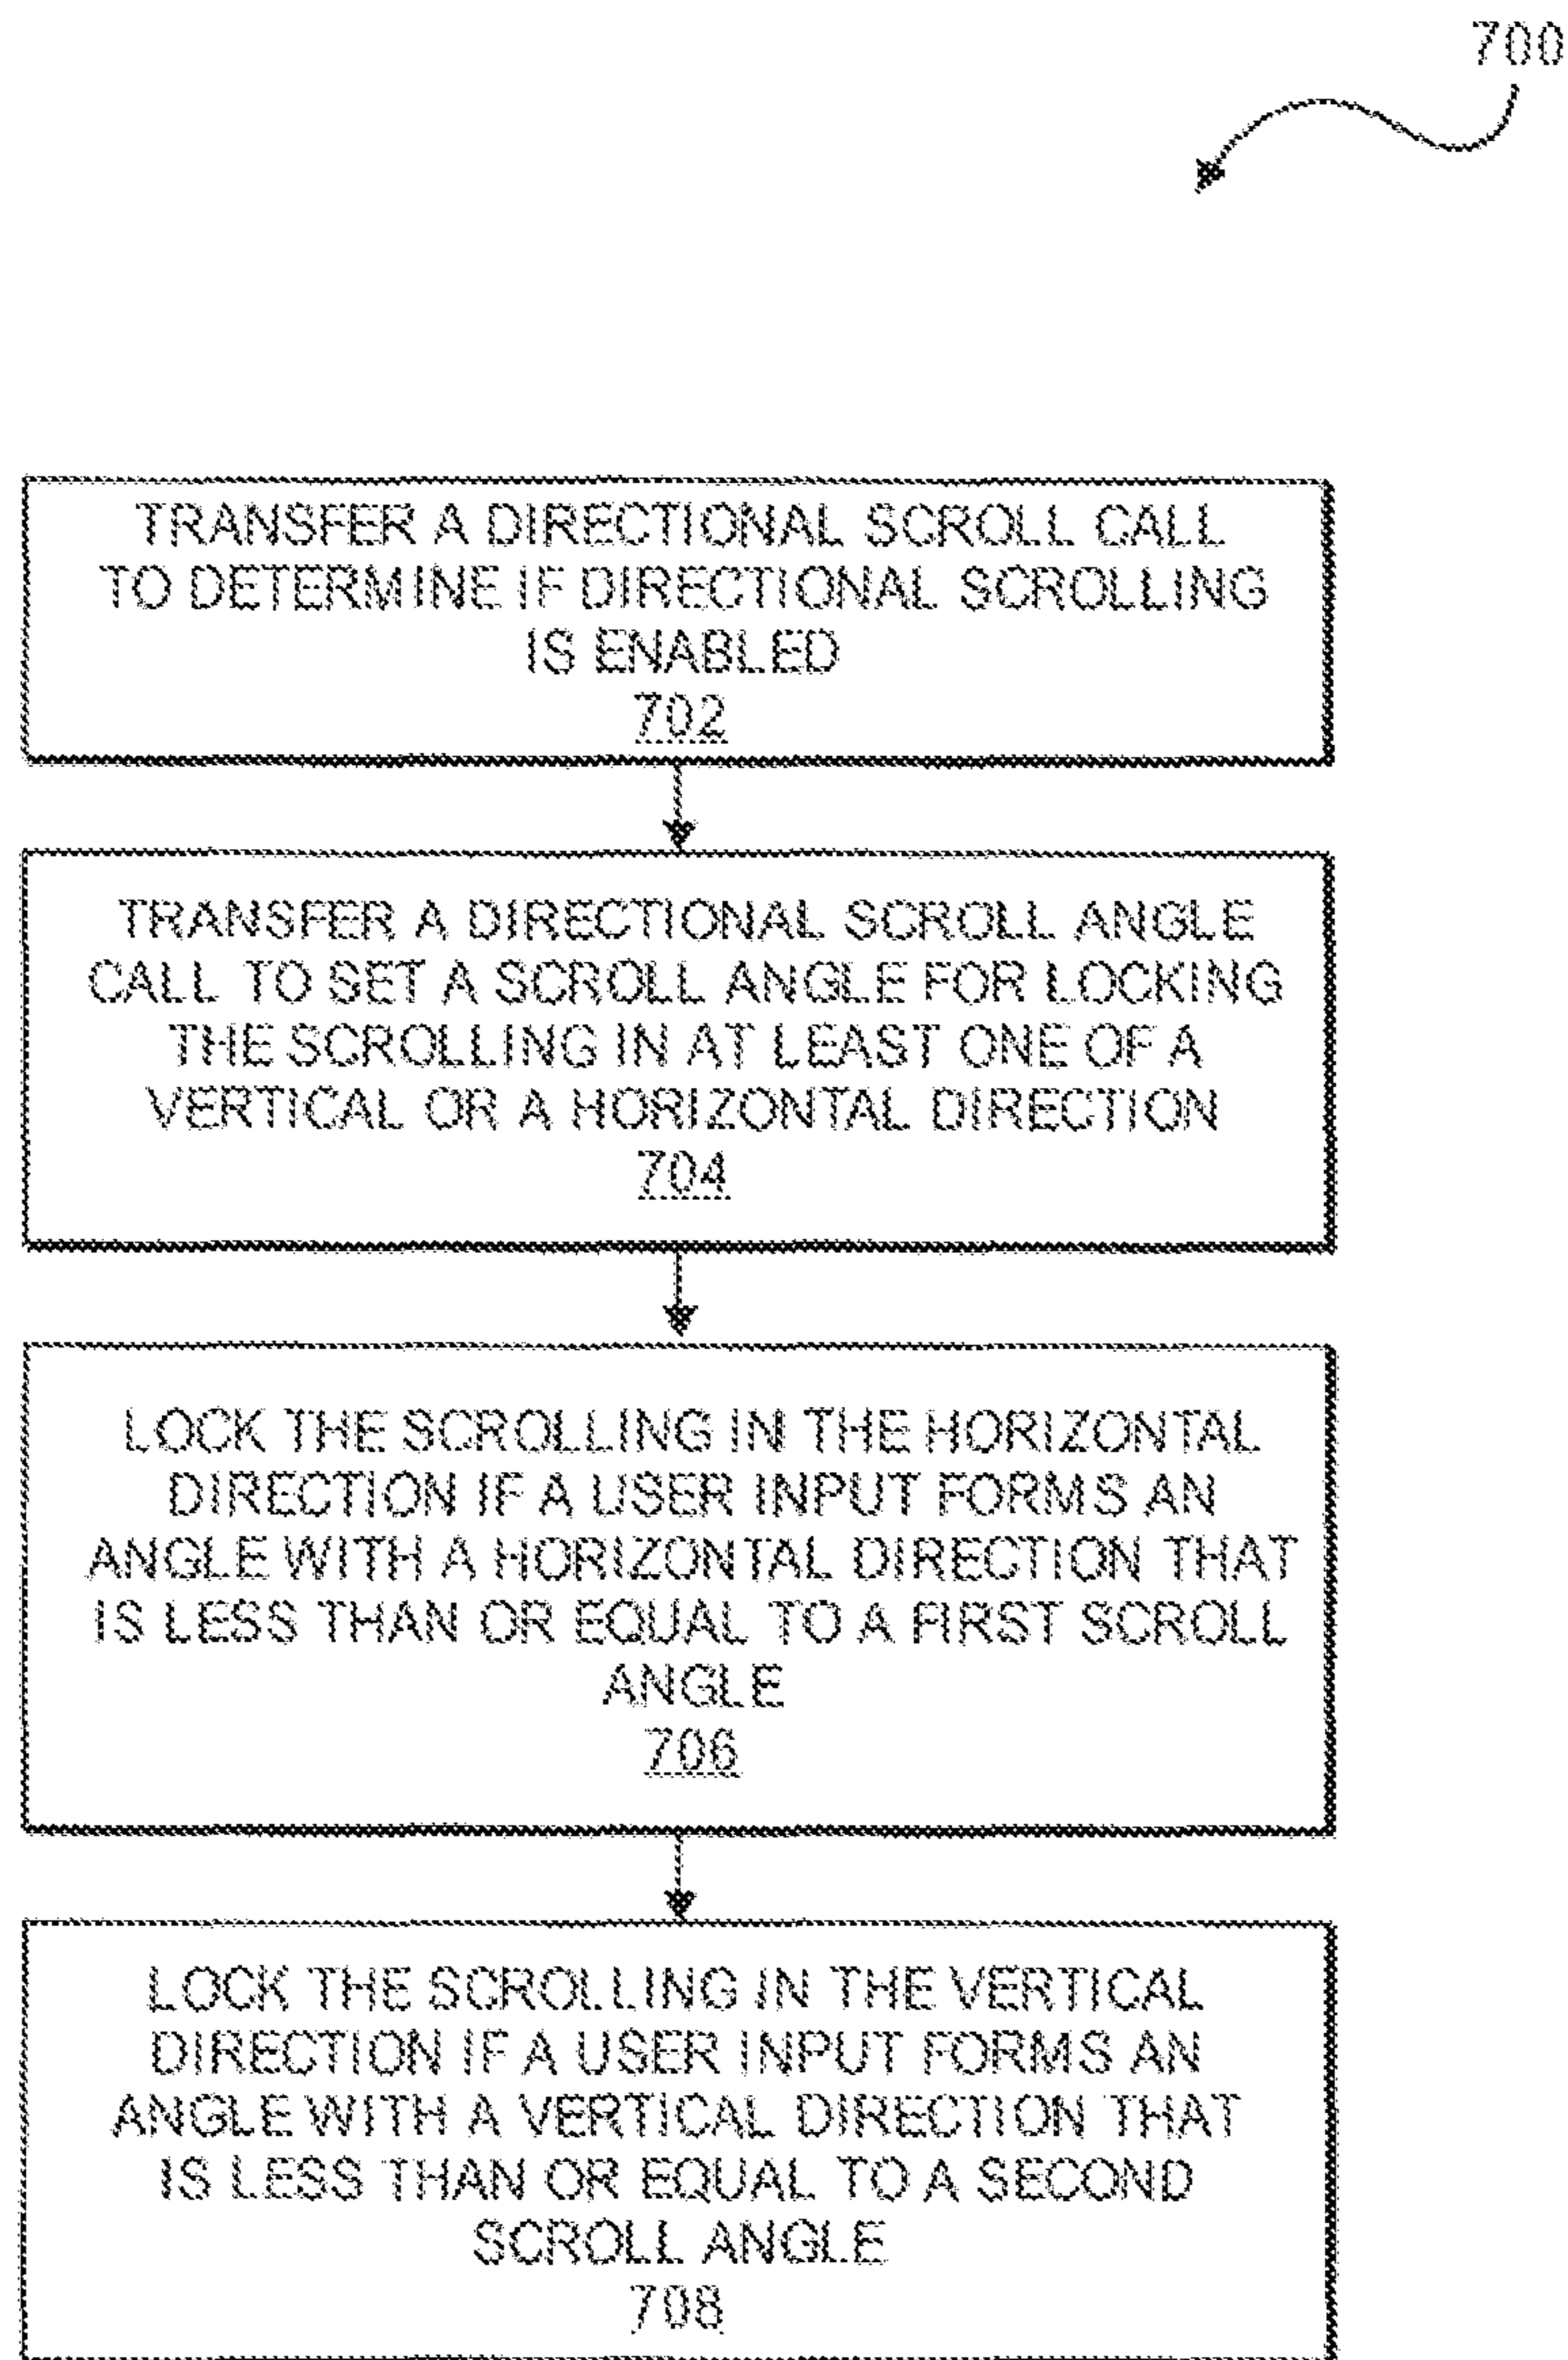 700
TRANSFER A DIRECTIONAL SCROLL CALL
TO DETERMINE IF DIRECTIONAL SCROLLING
IS ENABLED
702
TRANSFER A DIRECTIONAL SCROLL ANGLE
CALL TO SET A SCROLL ANGLE FOR LOCKING
THE SCROLLING IN AT LEAST ONE OF A
VERTICAL OR A HORIZONTAL DIRECTION
704
LOCK THE SCROLLING IN THE HORIZONTAL
DIRECTION IF A USER INPUT FORMS AN
ANGLE WITH A HORIZONTAL DIRECTION THAT
IS LESS THAN OR EQUAL TO A FIRST SCROLL
ANGLE
706
LOCK THE SCROLLING IN THE VERTICAL
DIRECTION IF A USER INPUT FORMS AN
ANGLE WITH A VERTICAL DIRECTION THAT
IS LESS THAN OR EQUAL TO A SECOND
SCROLL ANGLE
708